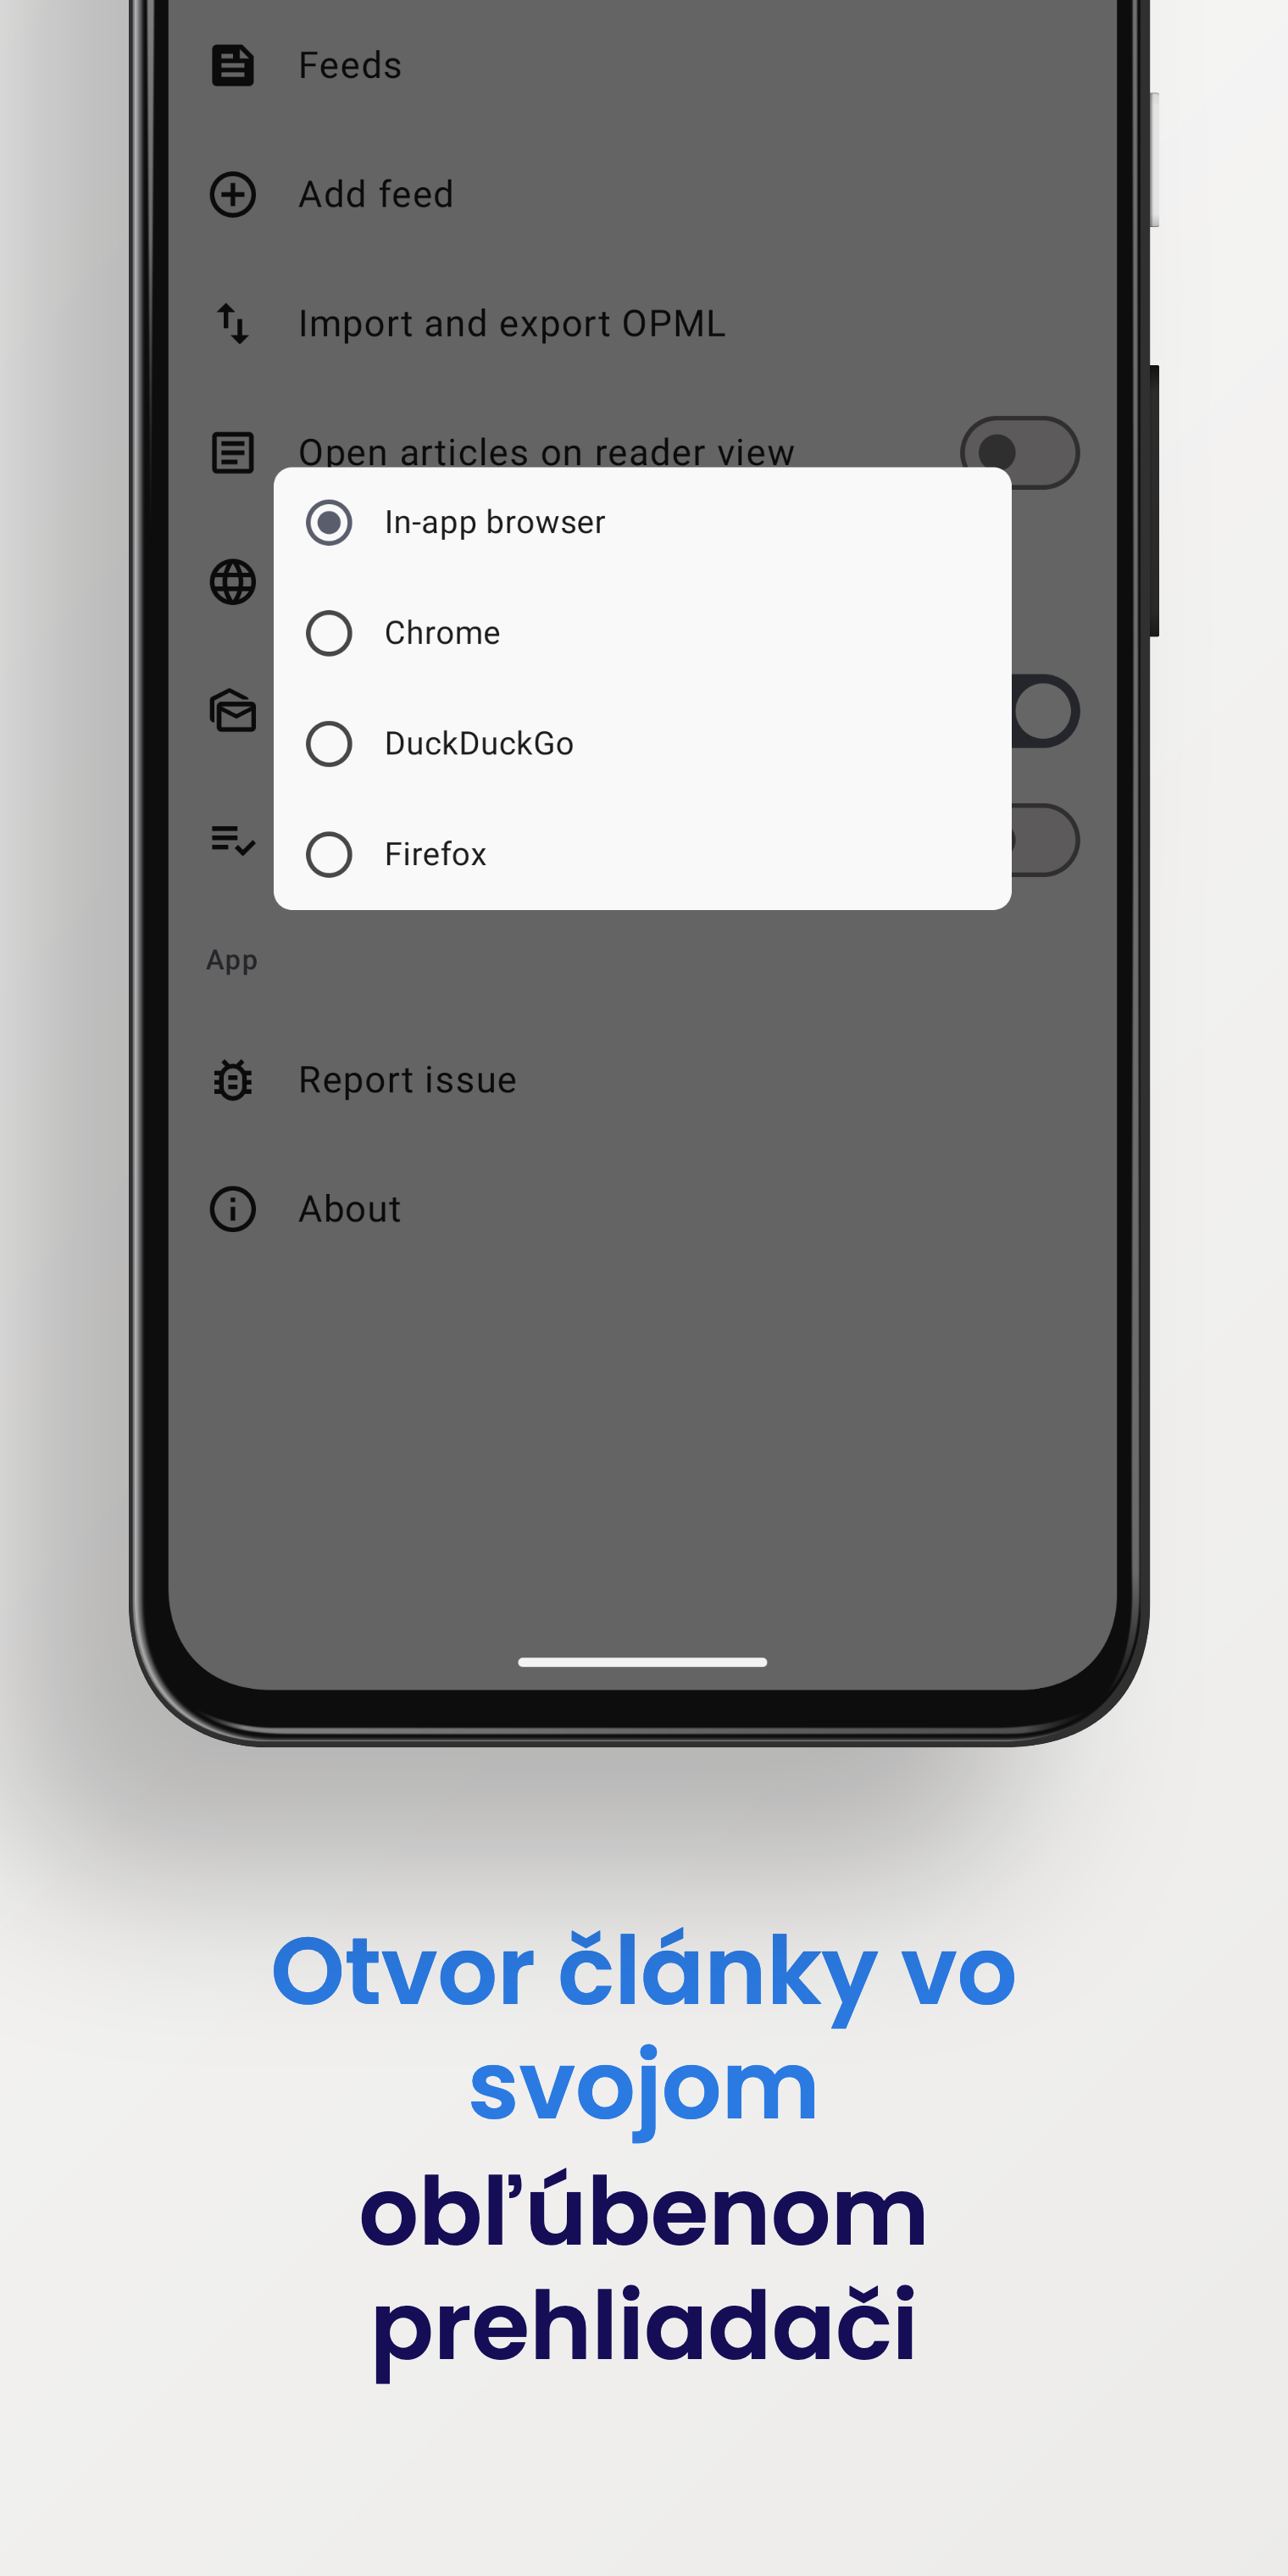 Feeds
Add feed
Import and export OPML
Open articles on reader view
In-app browser
Chrome
DuckDuckGo
Firefox
App
Report issue
About
Otvor články vo
svojom
obľúbenom
prehliadači